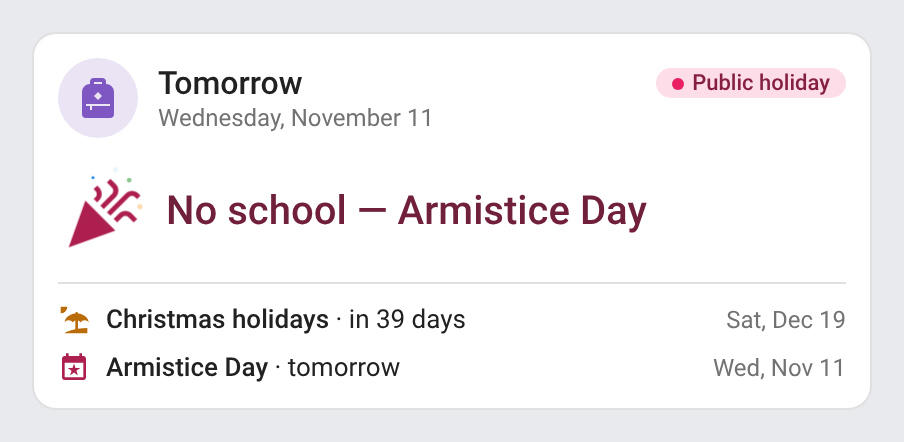 Tomorrow
Public holiday
Wednesday, November 11
No school — Armistice Day
Christmas holidays · in 39 days
Sat, Dec 19
Armistice Day · tomorrow
Wed, Nov 11